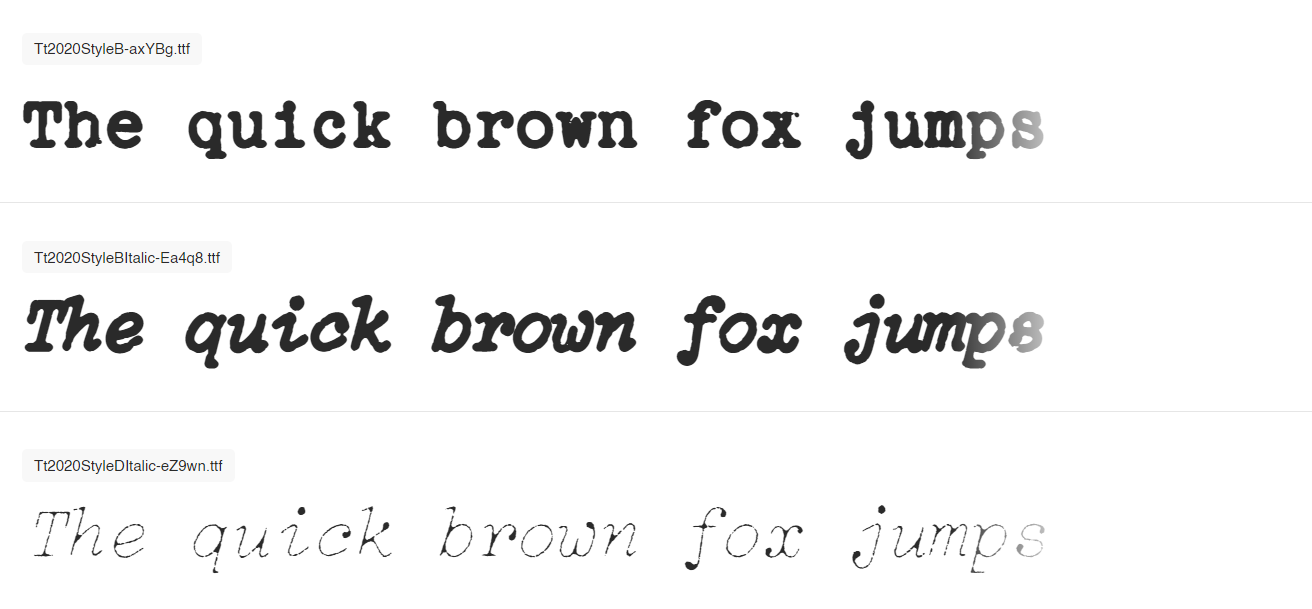 Tt2020StyleB-axYBg.ttf
The quick brown fox jumps
Tt2020StyleBItalic-Ea4q8.ttf
The quick brown fox jumps
Tt2020StyleDItalic-eZ9wn.ttf
The quick brown fox jumps